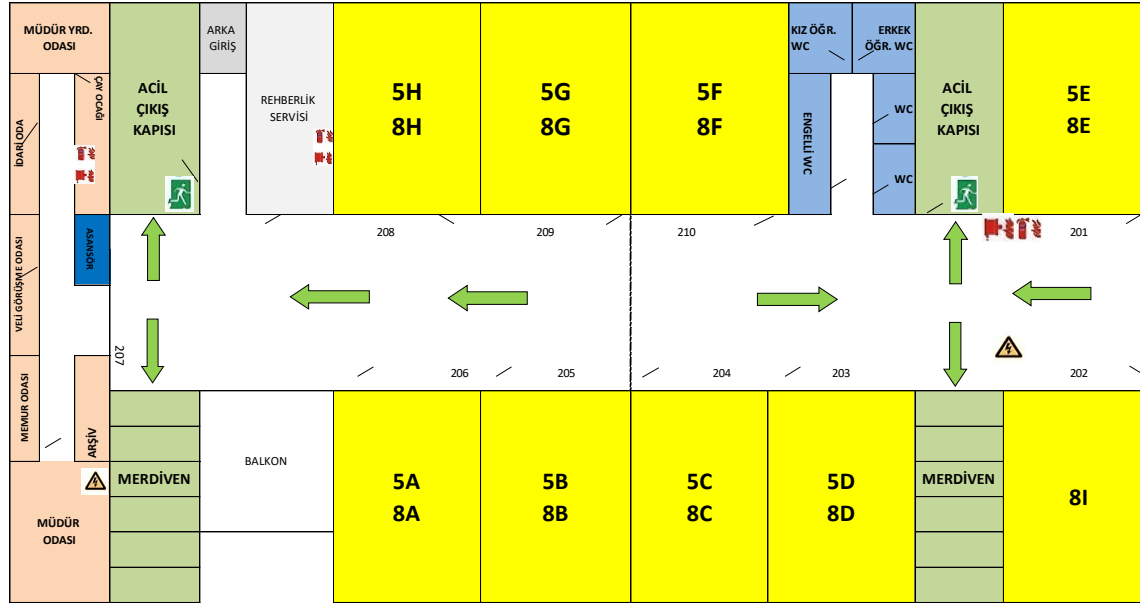 MÜDÜR YRD.
ODASI
ÇAY OCAĞI
İDARİ ODA
ACİL
ÇIKIŞ
KAPISI
ARKA
GİRİŞ
REHBERLİK
SERVİSİ
5H
8H
5G
8G
5F
8F
KIZ ÖĞR.
WC
ERKEK
ÖĞR. WC
ENGELLİ WC
WC
WC
ACİL
ÇIKIŞ
KAPISI
5E
8E
ASANSÖR
VELİ GÖRÜŞME ODASI
208
209
210
201
207
206
205
204
203
202
MEMUR ODASI
ARŞİV
MÜDÜR
ODASI
MERDİVEN
BALKON
5A
8A
5B
8B
5C
8C
5D
8D
MERDİVEN
8I